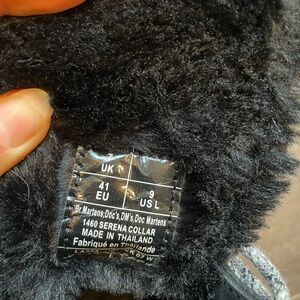 UK
41 9
EU US L
Dr.Martens,Doc's,DM's,Doc Martens
1460 SERENA COLLAR
MADE IN THAILAND
Fabriqué en Thaïlande